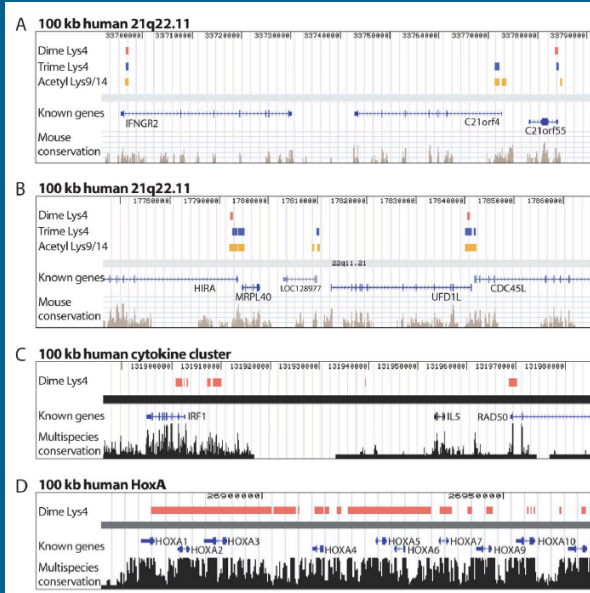 A 100 kb human 21q22.11
33700000 33710000 33720000 33730000 33740000 33750000 33760000 33770000 33780000 33790000
Dime Lys4
Trime Lys4
Acetyl Lys9/14
Known genes
IFNGR2 C21orf4 C21orf55
Mouse
conservation
B 100 kb human 21q22.11
17780000 17790000 17800000 17810000 17820000 17830000 17840000 17850000 17860000
Dime Lys4
Trime Lys4
Acetyl Lys9/14
22q11.21
Known genes
HIRA MRPL40 LOC128977 UFD1L CDC45L
Mouse
conservation
C 100 kb human cytokine cluster
131900000 131910000 131920000 131930000 131940000 131950000 131960000 131970000 131980000
Dime Lys4
Known genes
IRF1 IL5 RAD50
Multispecies
conservation
D 100 kb human HoxA
26900000 26950000
Dime Lys4
Known genes
HOXA1 HOXA3 HOXA5 HOXA7 HOXA10
HOXA2 HOXA4 HOXA6 HOXA9
Multispecies
conservation